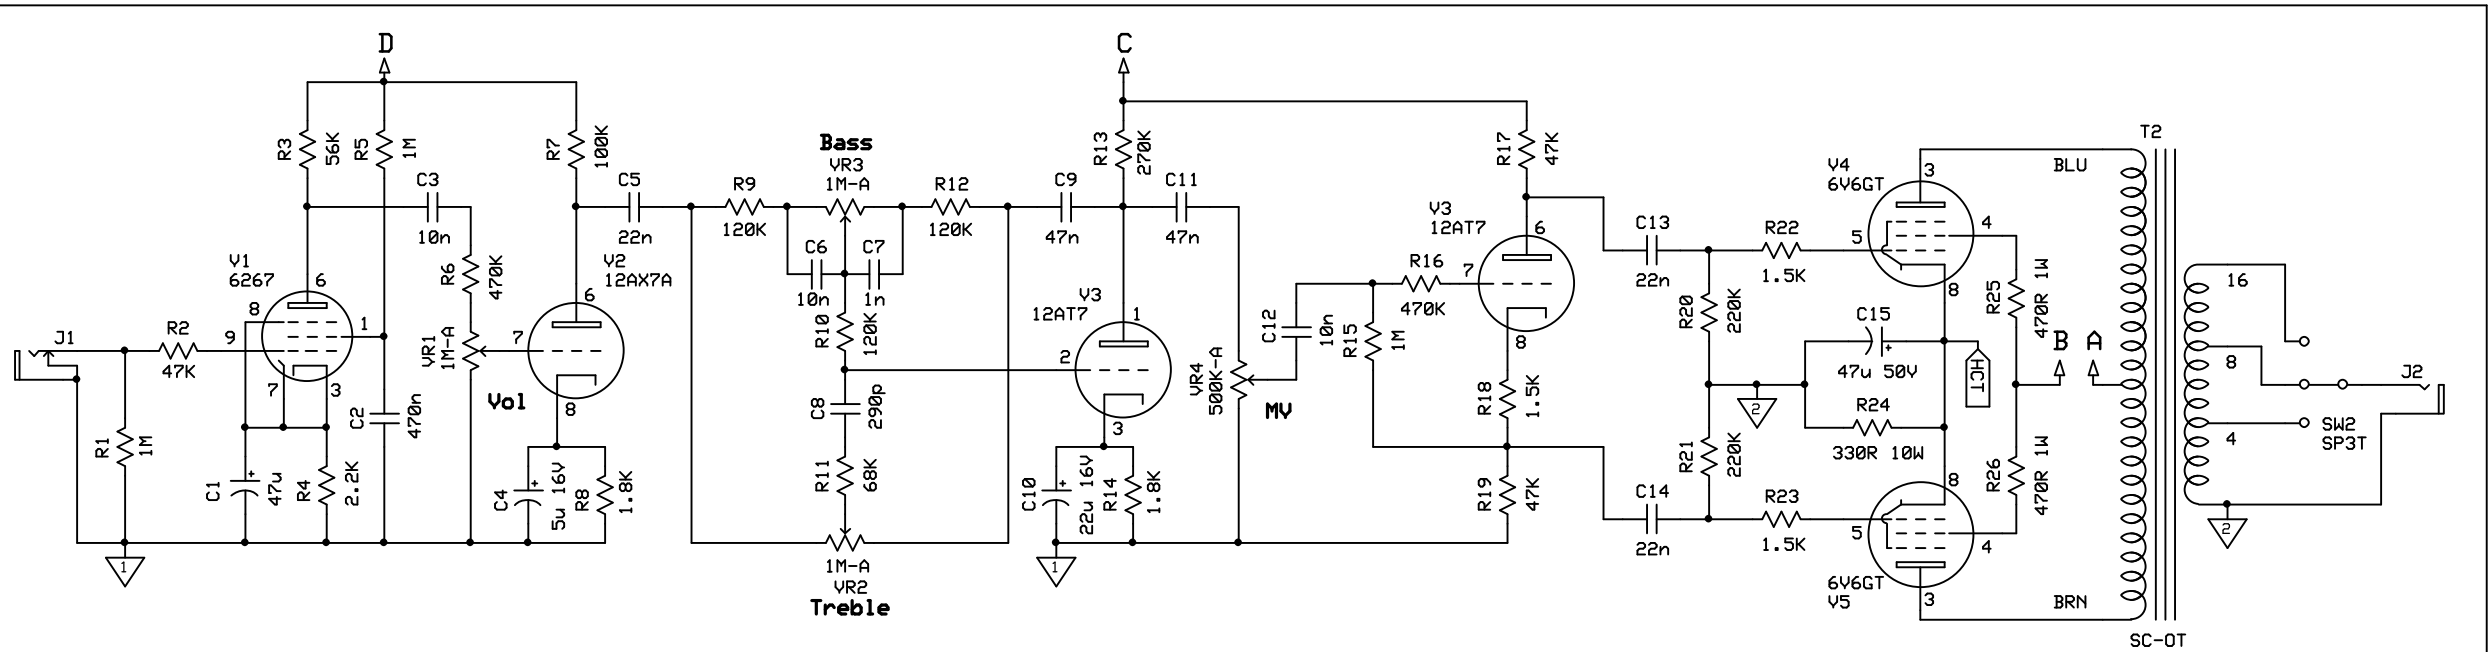 D
C
T2
R3
56K
R5
1M
R7
100K
Bass
VR3
1M-A
R13
270K
R17
47K
V4
6V6GT
3
BLU
C3
10n
C5
22n
R9
120K
R12
120K
C9
47n
C11
47n
V3
12AT7
6
C13
22n
R22
1.5K
5
4
V1
6267
6
8
9
1
R6
470K
V2
12AX7A
6
C6
10n
C7
1n
R10
120K
V3
12AT7
1
C12
10n
R15
1M
R16
470K
7
8
R20
220K
C15
47u 50V
8
R25
470R 1W
16
J1
R2
47K
7
3
VR1
1M-A
7
Vol
8
2
VR4
500K-A
MV
R18
1.5K
2
R24
330R 10W
HCT
B
A
8
J2
R1
1M
C2
470n
C8
290p
3
R21
220K
R26
470R 1W
4
SW2
SP3T
C1
47u
R4
2.2K
C4
5u 16V
R8
1.8K
R11
68K
C10
22u 16V
R14
1.8K
R19
47K
C14
22n
R23
1.5K
8
5
4
2
1
1M-A
VR2
Treble
1
6V6GT
V5
3
BRN
SC-OT